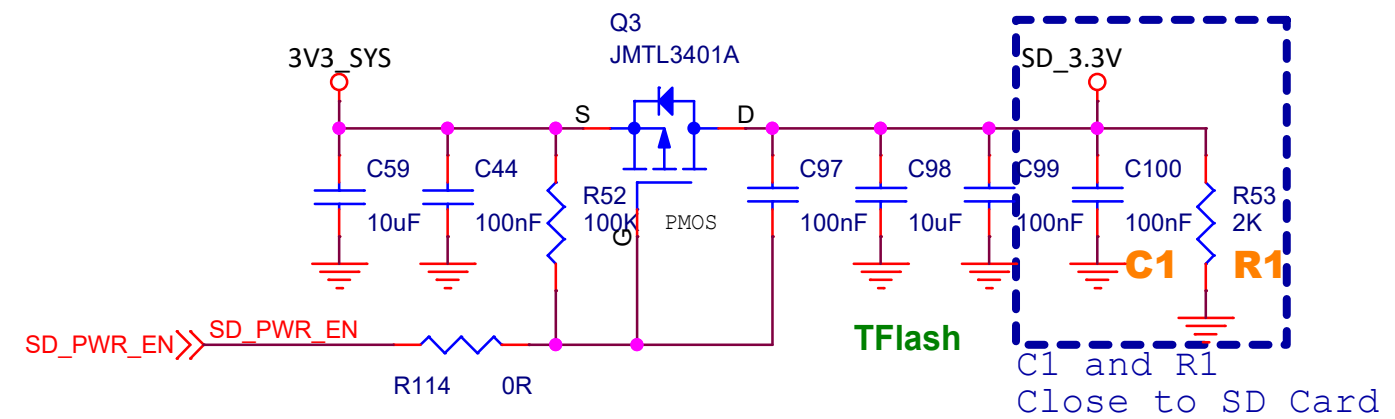 Q3
JMTL3401A
3V3_SYS
SD_3.3V
S
D
C59
10uF
C44
100nF
R52
100K
G
PMOS
C97
100nF
C98
10uF
C99
100nF
C100
100nF
R53
2K
C1
R1
SD_PWR_EN
SD_PWR_EN
R114
0R
TFlash
C1 and R1
Close to SD Card